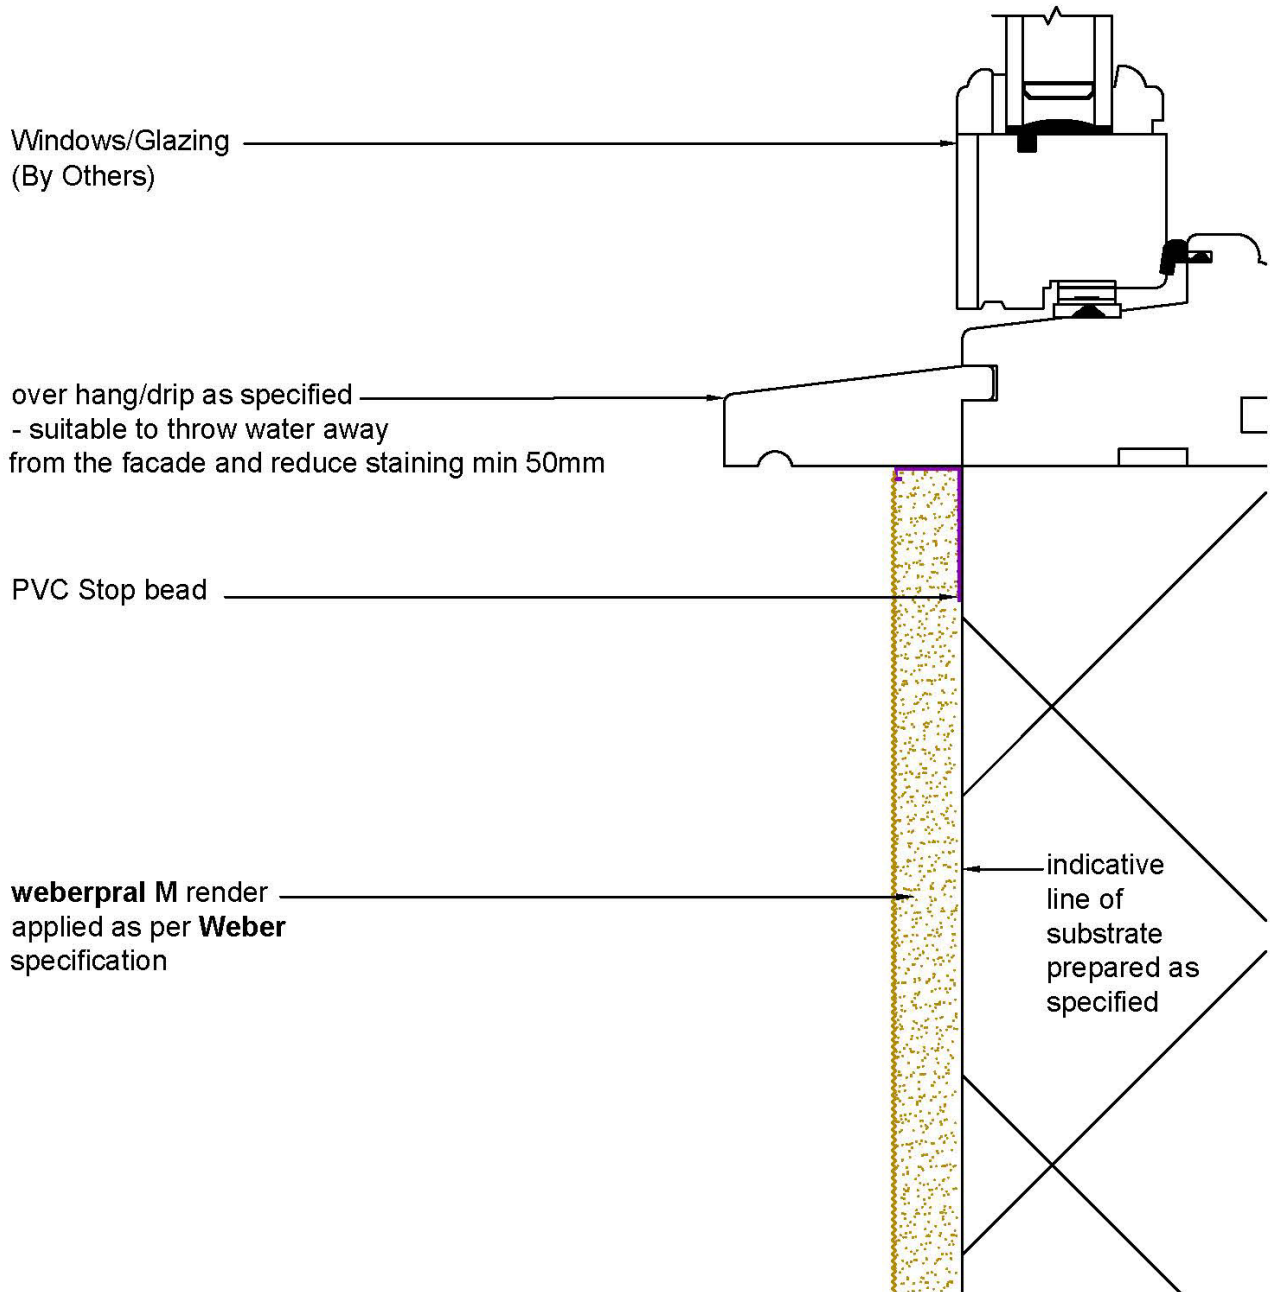 Windows/Glazing
(By Others)
over hang/drip as specified
- suitable to throw water away
from the facade and reduce staining min 50mm
PVC Stop bead
weberpral M render
applied as per Weber
specification
indicative
line of
substrate
prepared as
specified